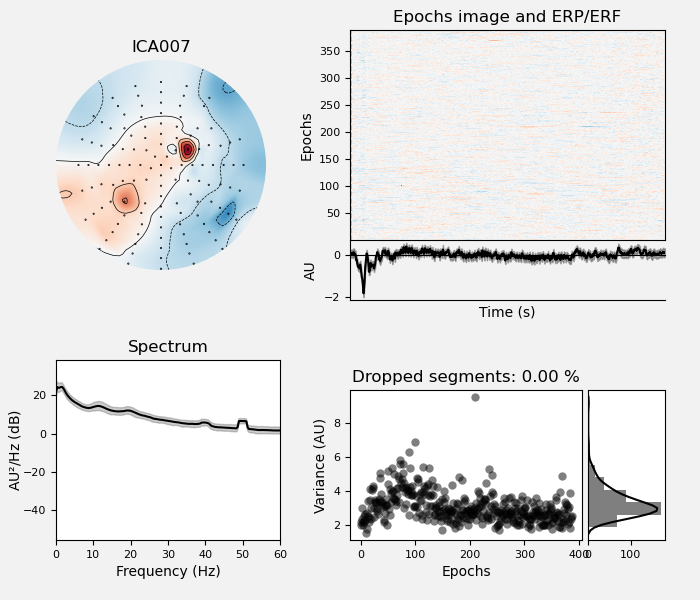 ICA007
Epochs image and ERP/ERF
Epochs
350
300
250
200
150
100
50
AU
0
−2
Time (s)
Spectrum
AU²/Hz (dB)
20
0
−20
−40
0 10 20 30 40 50 60
Frequency (Hz)
Dropped segments: 0.00 %
Variance (AU)
8
6
4
2
0 100 200 300 400
Epochs
0 100